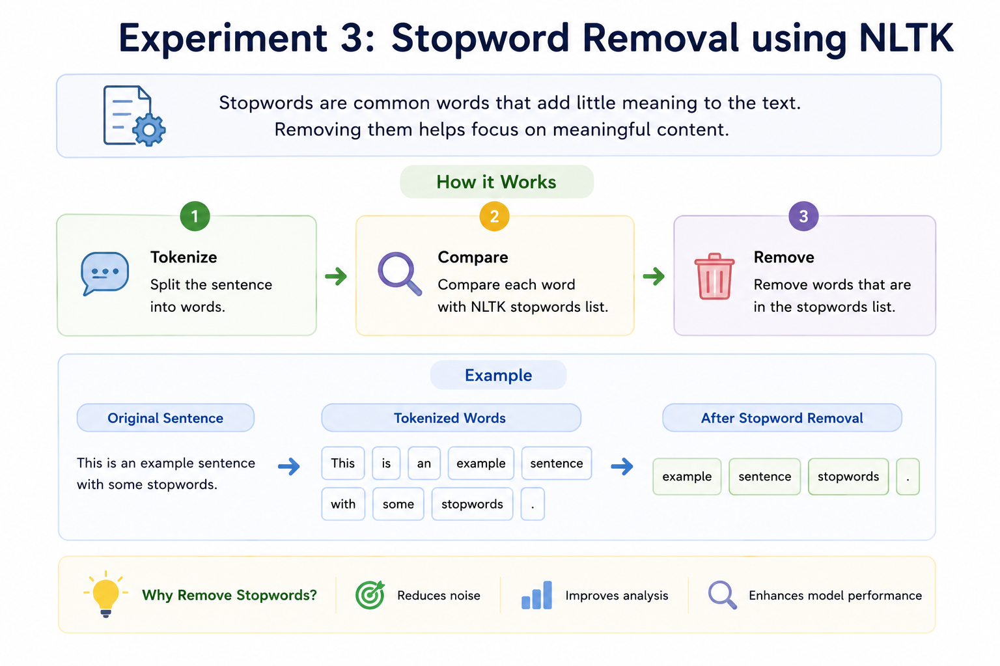 Experiment 3: Stopword Removal using NLTK
Stopwords are common words that add little meaning to the text.
Removing them helps focus on meaningful content.
How it Works
1
Tokenize
Split the sentence
into words.
2
Compare
Compare each word
with NLTK stopwords list.
3
Remove
Remove words that are
in the stopwords list.
Example
Original Sentence
This is an example sentence
with some stopwords.
Tokenized Words
This is an example sentence
with some stopwords .
After Stopword Removal
example sentence stopwords .
Why Remove Stopwords?
Reduces noise
Improves analysis
Enhances model performance